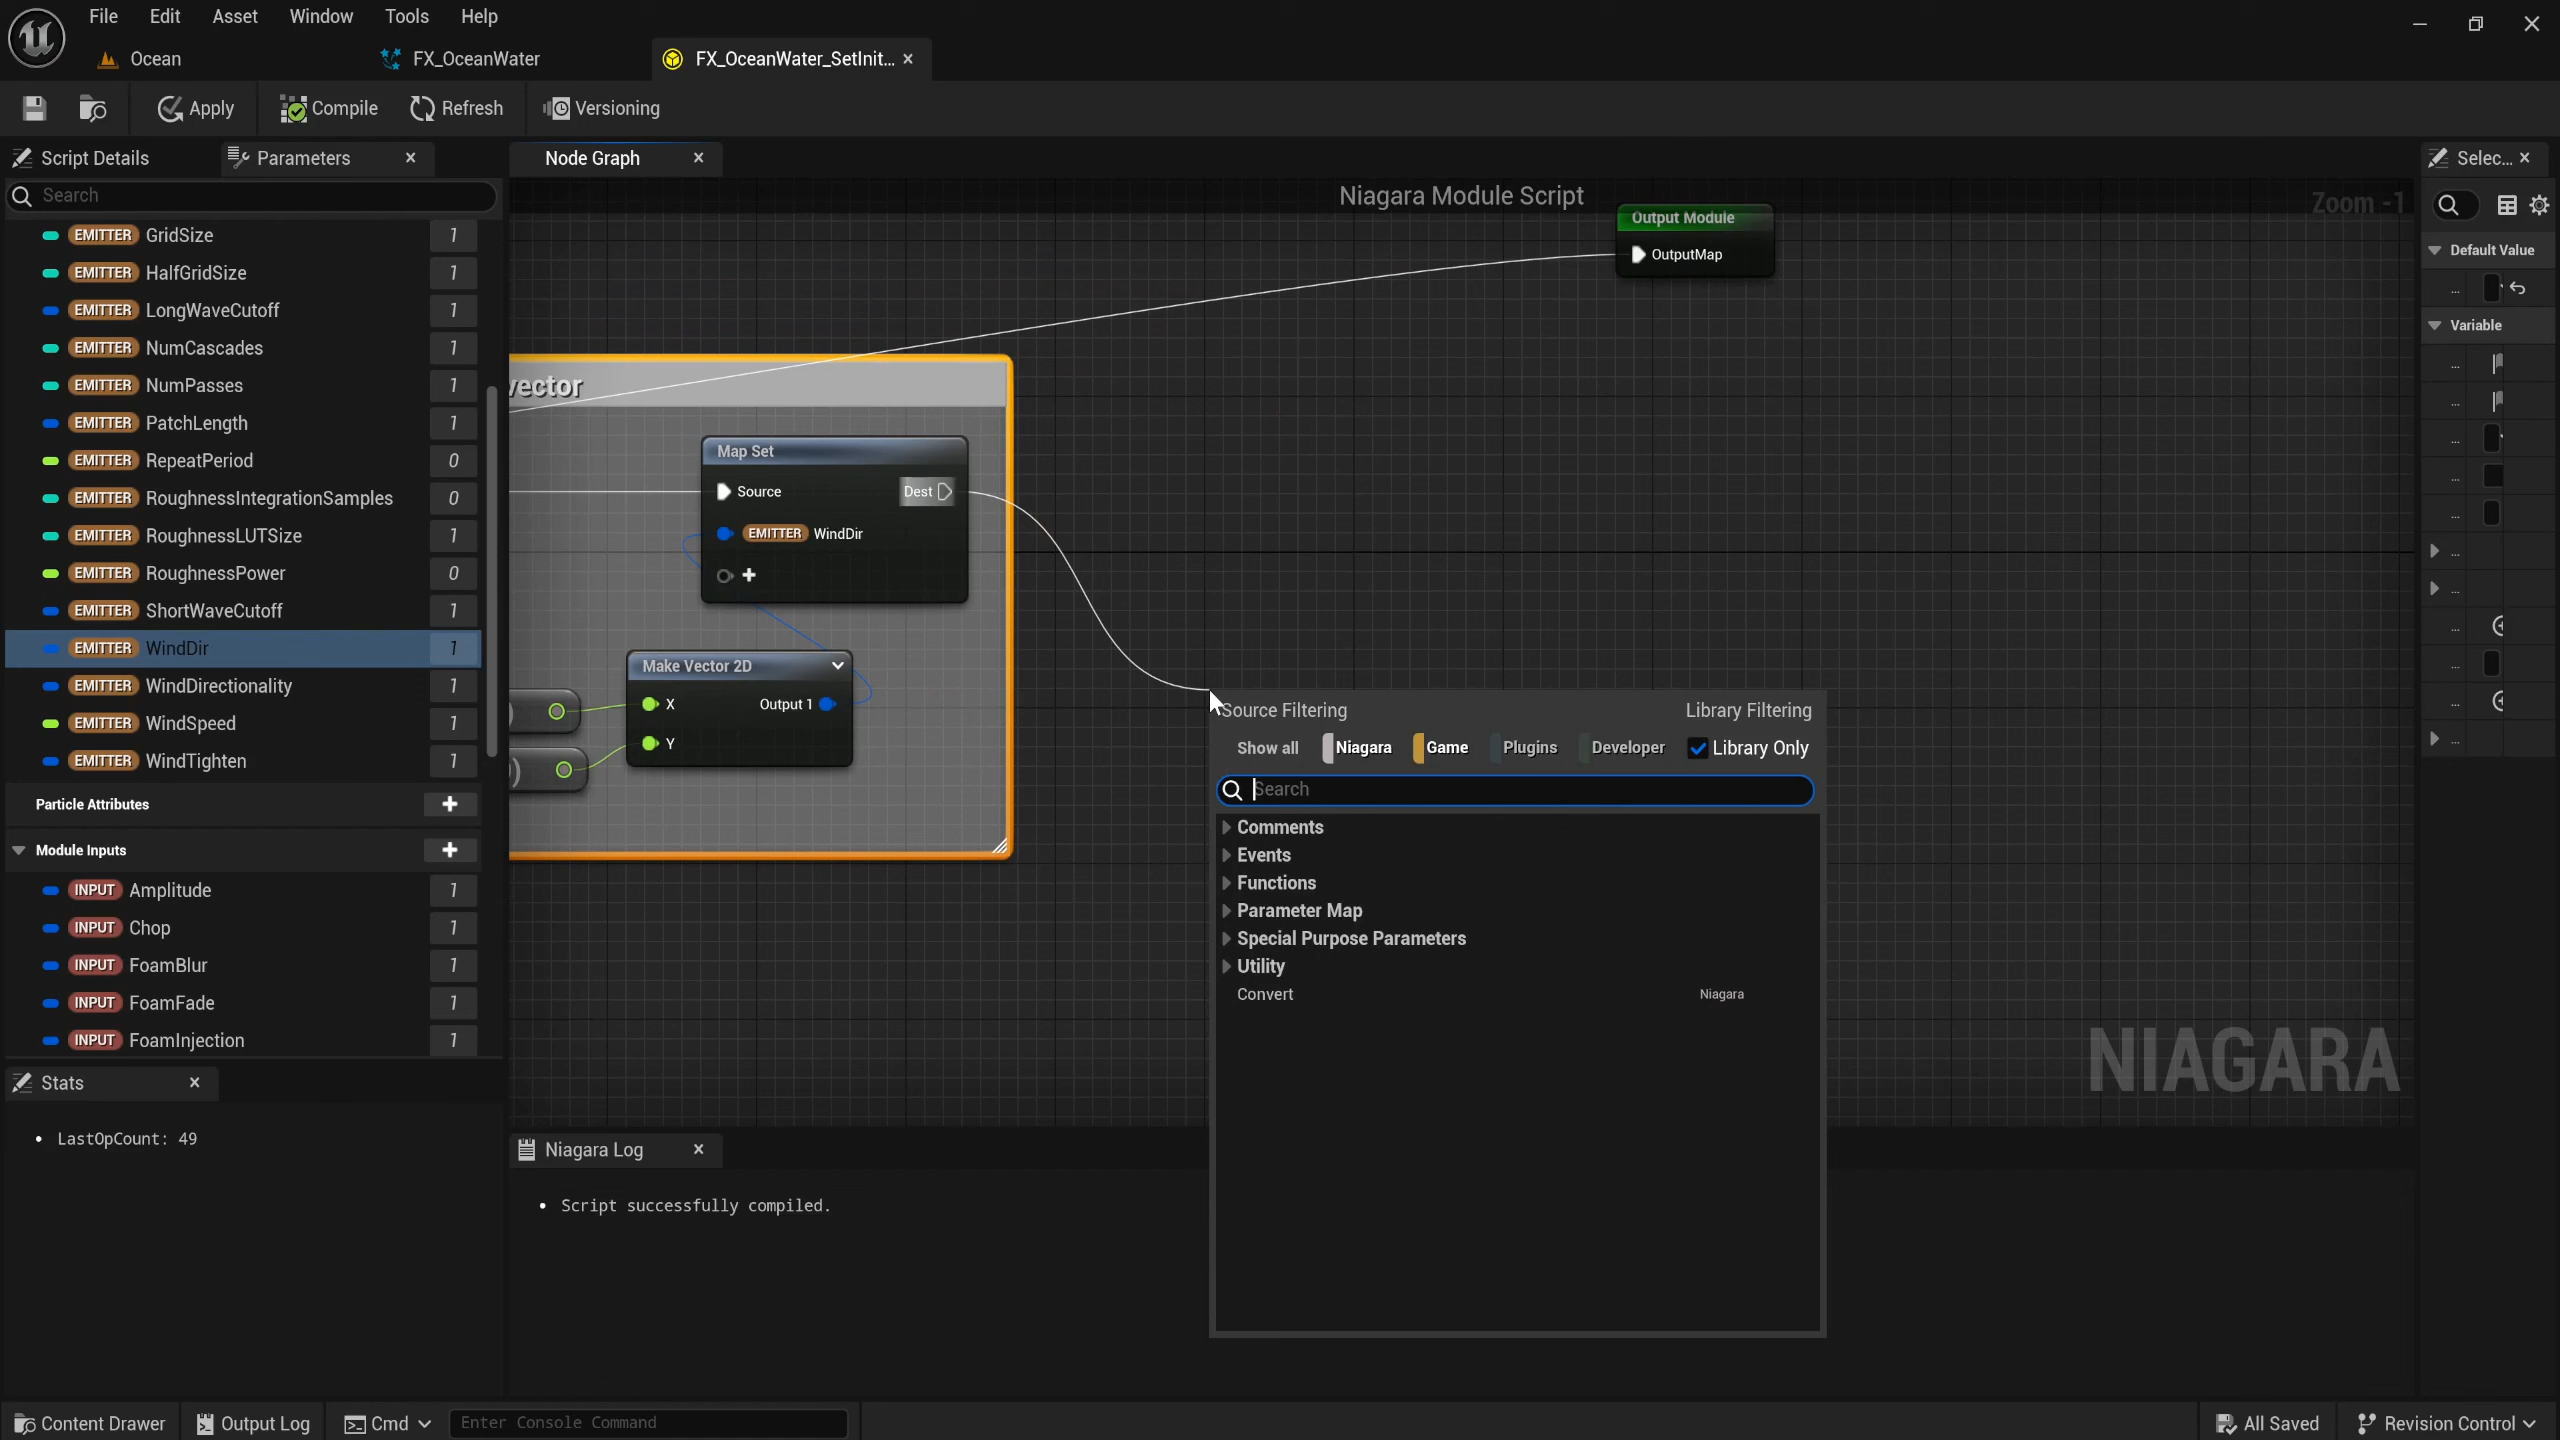 File Edit Asset Window Tools Help
Ocean FX_OceanWater FX_OceanWater_SetInit...
Apply Compile Refresh Versioning
Script Details Parameters Node Graph Selec...
Search
Niagara Module Script
Zoom -1
EMITTER GridSize 1
EMITTER HalfGridSize 1
EMITTER LongWaveCutoff 1
EMITTER NumCascades 1
EMITTER NumPasses 1
EMITTER PatchLength 1
EMITTER RepeatPeriod 0
EMITTER RoughnessIntegrationSamples 0
EMITTER RoughnessLUTSize 1
EMITTER RoughnessPower 0
EMITTER ShortWaveCutoff 1
EMITTER WindDir 1
EMITTER WindDirectionality 1
EMITTER WindSpeed 1
EMITTER WindTighten 1
Particle Attributes
Module Inputs
INPUT Amplitude 1
INPUT Chop 1
INPUT FoamBlur 1
INPUT FoamFade 1
INPUT FoamInjection 1
Stats
LastOpCount: 49
Output Module
OutputMap
vector
Map Set
Source Dest
EMITTER WindDir
Make Vector 2D
X Output 1
Y
)
)
Source Filtering Library Filtering
Show all Niagara Game Plugins Developer Library Only
Search
Comments
Events
Functions
Parameter Map
Special Purpose Parameters
Utility
Convert Niagara
NIAGARA
Default Value
...
Variable
...
...
...
...
...
...
...
...
...
...
...
Niagara Log
Script successfully compiled.
Content Drawer Output Log Cmd Enter Console Command All Saved Revision Control